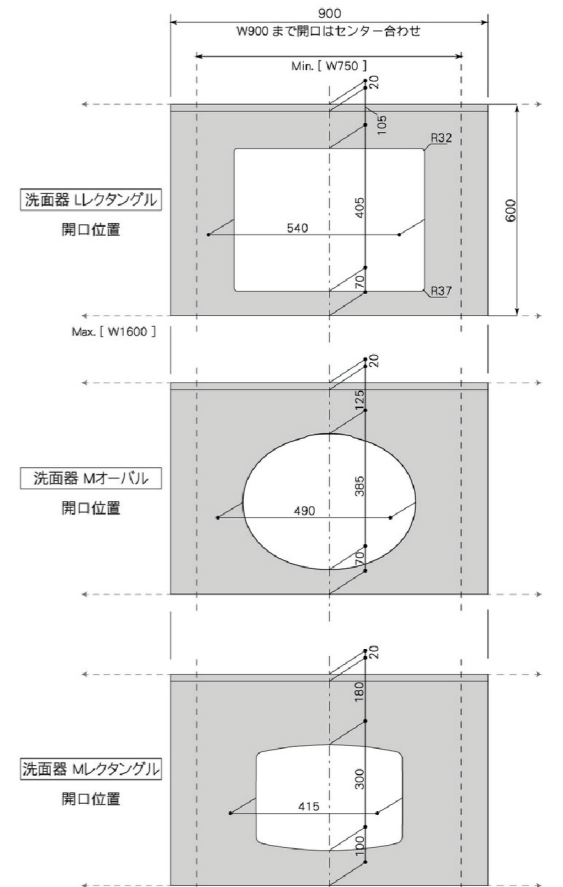 900
W900 まで開口はセンター合わせ
Min. [ W750 ]
20
105
R32
洗面器 Lレクタングル
開口位置
405
600
540
70
R37
Max. [ W1600 ]
20
125
洗面器 Mオーバル
開口位置
385
490
70
20
180
洗面器 Mレクタングル
開口位置
300
415
100